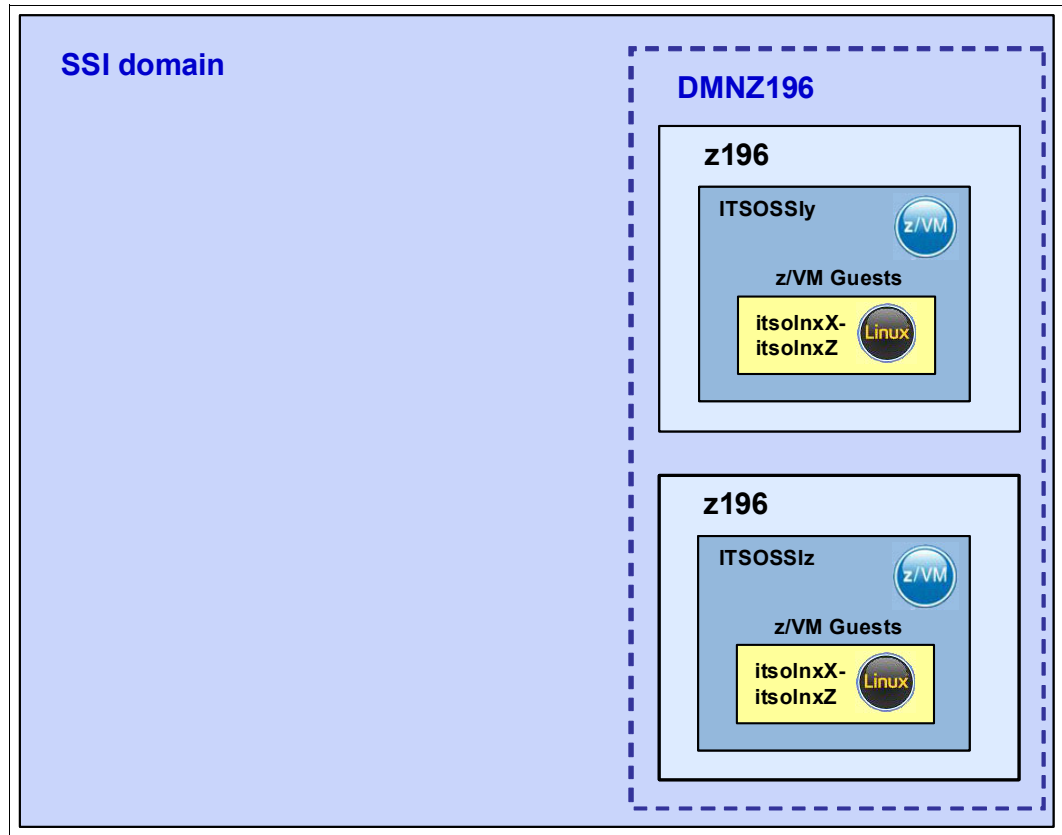 SSI domain
DMNZ196
z196
ITSOSSIy
z/VM
z/VM Guests
itsolnxX-
itsolnxZ
Linux
z196
ITSOSSIz
z/VM
z/VM Guests
itsolnxX-
itsolnxZ
Linux